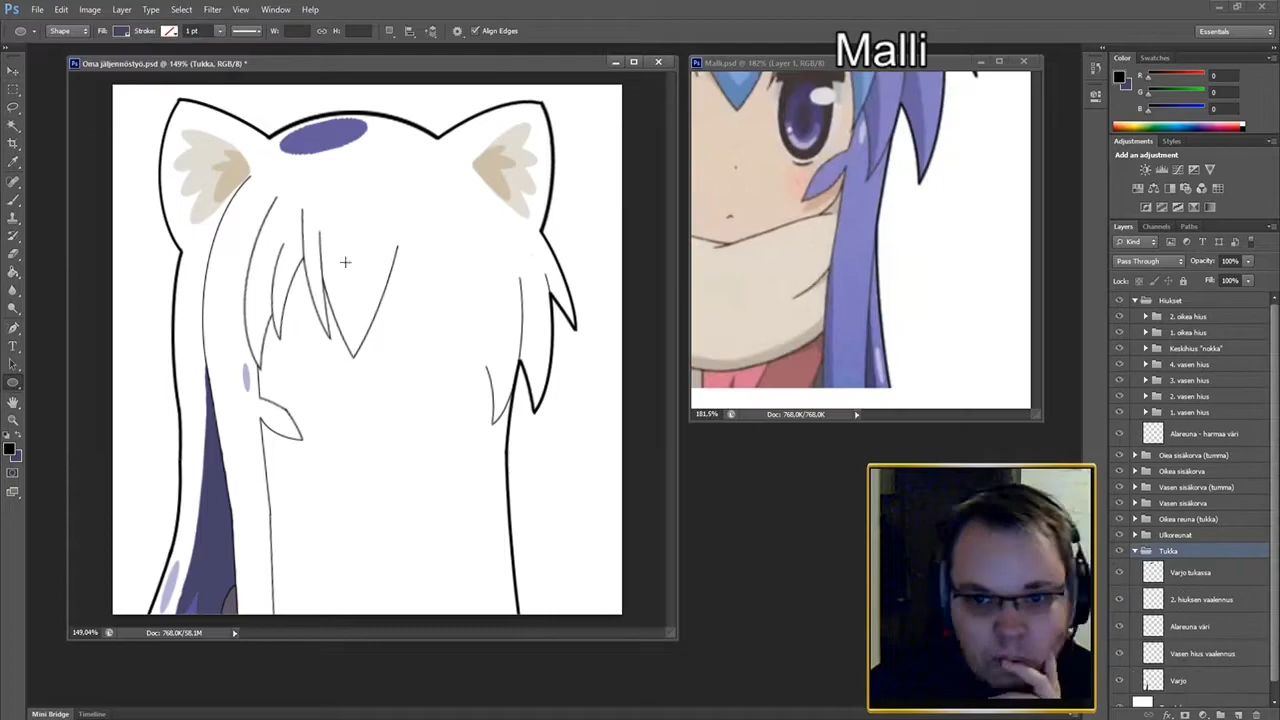 Ps File Edit Image Layer Type Select Filter View Window Help
Shape Fill: Stroke: 1 pt W: H: Align Edges Essentials
Malli
Oma jäljennöstyö.psd @ 149% (Tukka, RGB/8) *
Malli.psd @ 182% (Layer 1, RGB/8)
Color Swatches
R 0
G 0
B 0
Adjustments Styles
Add an adjustment
Layers Channels Paths
Kind
Pass Through Opacity: 100%
Lock: Fill: 100%
Hiukset
2. oikea hius
1. oikea hius
Keskihius "nokka"
4. vasen hius
3. vasen hius
2. vasen hius
1. vasen hius
Alareuna - harmaa väri
Oiea sisäkorva (tumma)
Oikea sisäkorva
Vasen sisäkorva (tumma)
Vasen sisäkorva
Oikea reuna (tukka)
Ulkoreunat
Tukka
Varjo tukassa
2. hiuksen vaalennus
Alareuna väri
Vasen hius vaalennus
Varjo
181,5% Doc: 768,0K/768,0K
149,04% Doc: 768,0K/58,1M
Mini Bridge Timeline